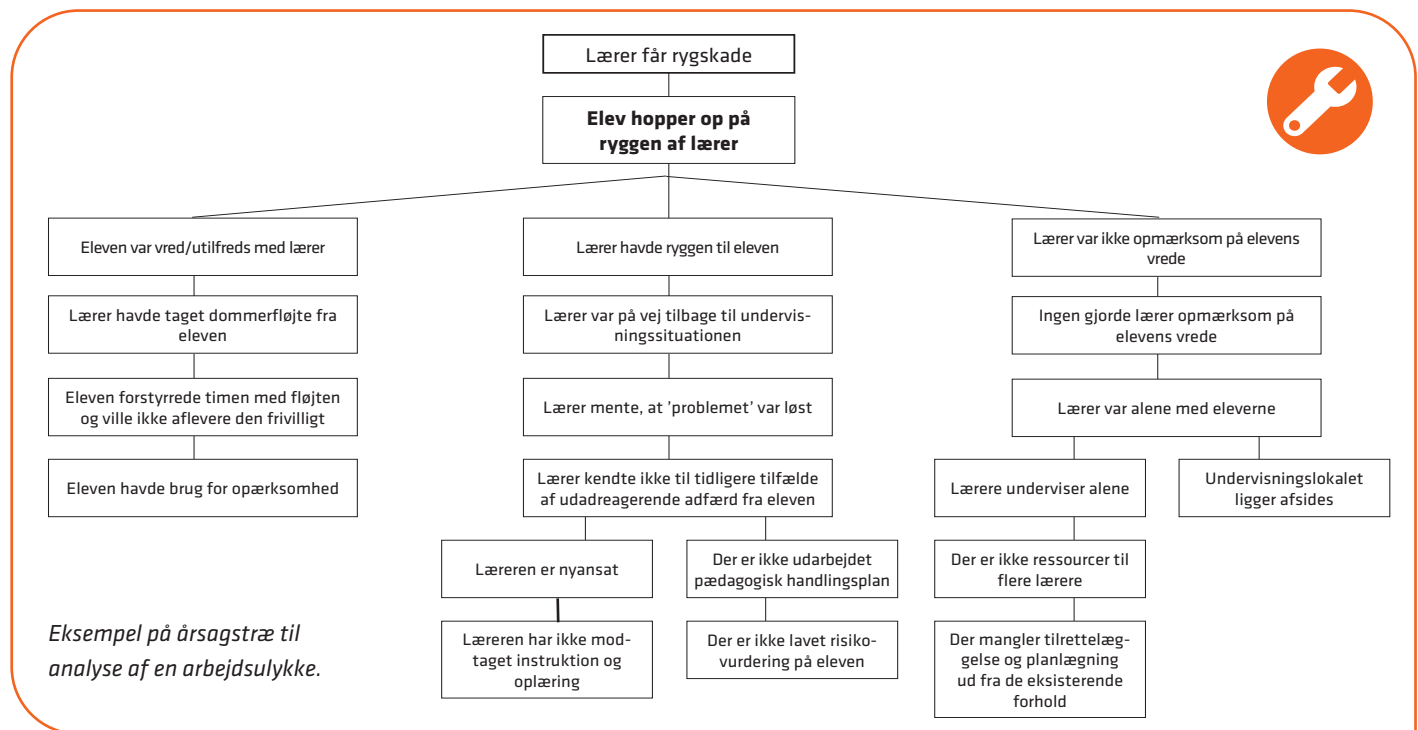 Lærer får rygskade
Elev hopper op på
ryggen af lærer
Eleven var vred/utilfreds med lærer
Lærer havde taget dommerfløjte fra
eleven
Eleven forstyrrede timen med fløjten
og ville ikke aflevere den frivilligt
Eleven havde brug for opærksomhed
Lærer havde ryggen til eleven
Lærer var på vej tilbage til undervis-
ningssituationen
Lærer mente, at 'problemet' var løst
Lærer kendte ikke til tidligere tilfælde
af udadreagerende adfærd fra eleven
Læreren er nyansat
Læreren har ikke mod-
taget instruktion og
oplæring
Der er ikke udarbejdet
pædagogisk handlingsplan
Der er ikke lavet risiko-
vurdering på eleven
Lærer var ikke opmærksom på elevens
vrede
Ingen gjorde lærer opmærksom på
elevens vrede
Lærer var alene med eleverne
Lærere underviser alene
Der er ikke ressourcer til
flere lærere
Der mangler tilrettelæg-
gelse og planlægning
ud fra de eksisterende
forhold
Undervisningslokalet
ligger afsides
Eksempel på årsagstræ til
analyse af en arbejdsulykke.